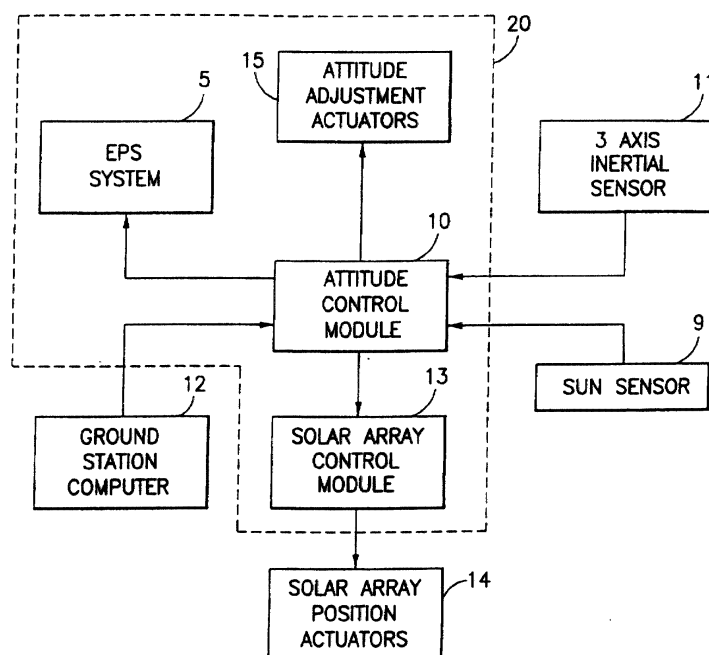 20
15
ATTITUDE
ADJUSTMENT
ACTUATORS
5
EPS
SYSTEM
11
3 AXIS
INERTIAL
SENSOR
10
ATTITUDE
CONTROL
MODULE
9
SUN SENSOR
12
GROUND
STATION
COMPUTER
13
SOLAR ARRAY
CONTROL
MODULE
SOLAR ARRAY
POSITION
ACTUATORS
14